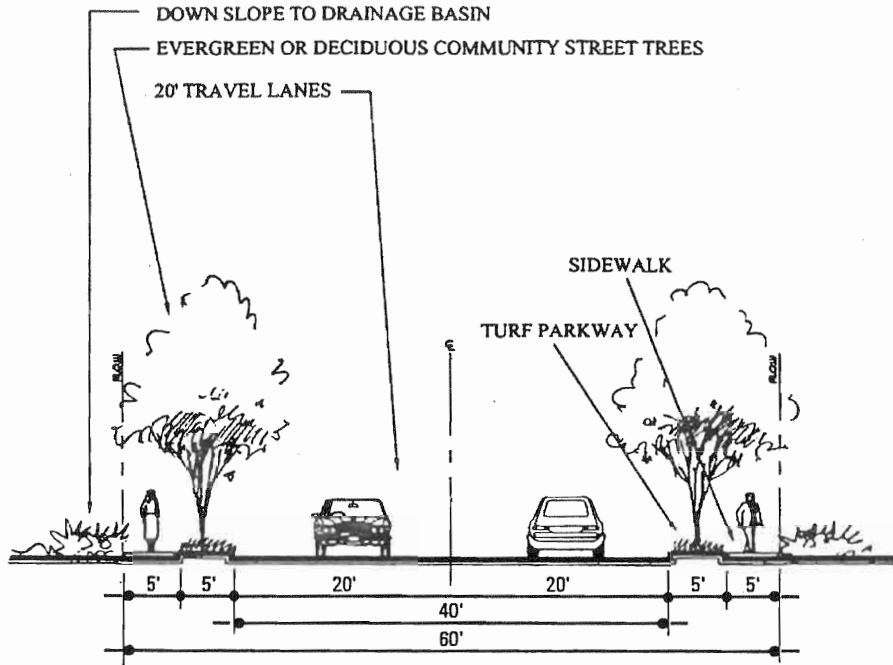 DOWN SLOPE TO DRAINAGE BASIN
EVERGREEN OR DECIDUOUS COMMUNITY STREET TREES
20' TRAVEL LANES
SIDEWALK
TURF PARKWAY
R.O.W
℄
R.O.W
5' 5' 20' 20' 5' 5'
40'
60'